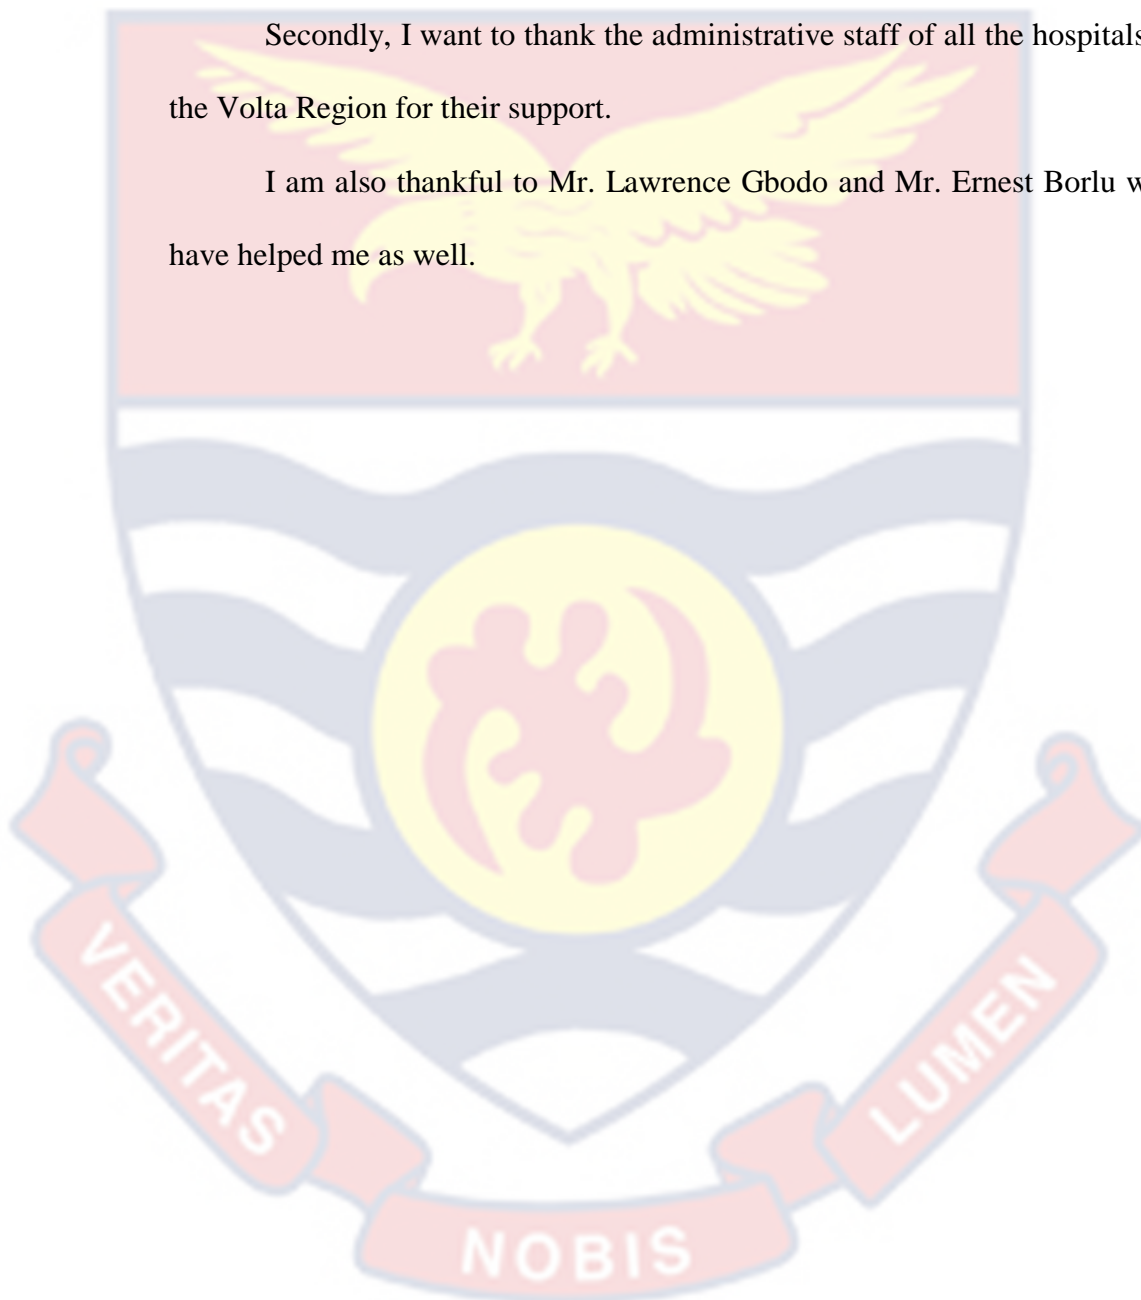 Secondly, I want to thank the administrative staff of all the hospitals
the Volta Region for their support.
I am also thankful to Mr. Lawrence Gbodo and Mr. Ernest Borlu
have helped me as well.
VERITAS
NOBIS
LUMEN